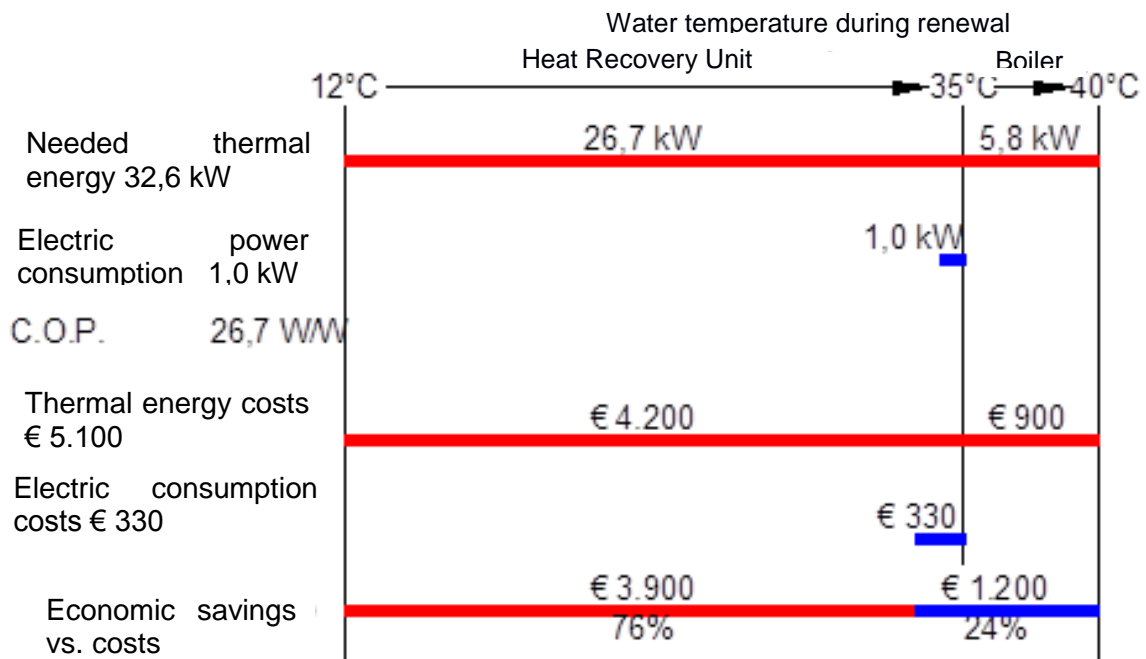 Water temperature during renewal
Heat Recovery Unit Boiler
12°C 35°C 40°C
Needed thermal
energy 32,6 kW
26,7 kW 5,8 kW
Electric power
consumption 1,0 kW
1,0 kW
C.O.P. 26,7 W/W
Thermal energy costs
€ 5.100
€ 4.200 € 900
Electric consumption
costs € 330
€ 330
Economic savings
vs. costs
€ 3.900 € 1.200
76% 24%